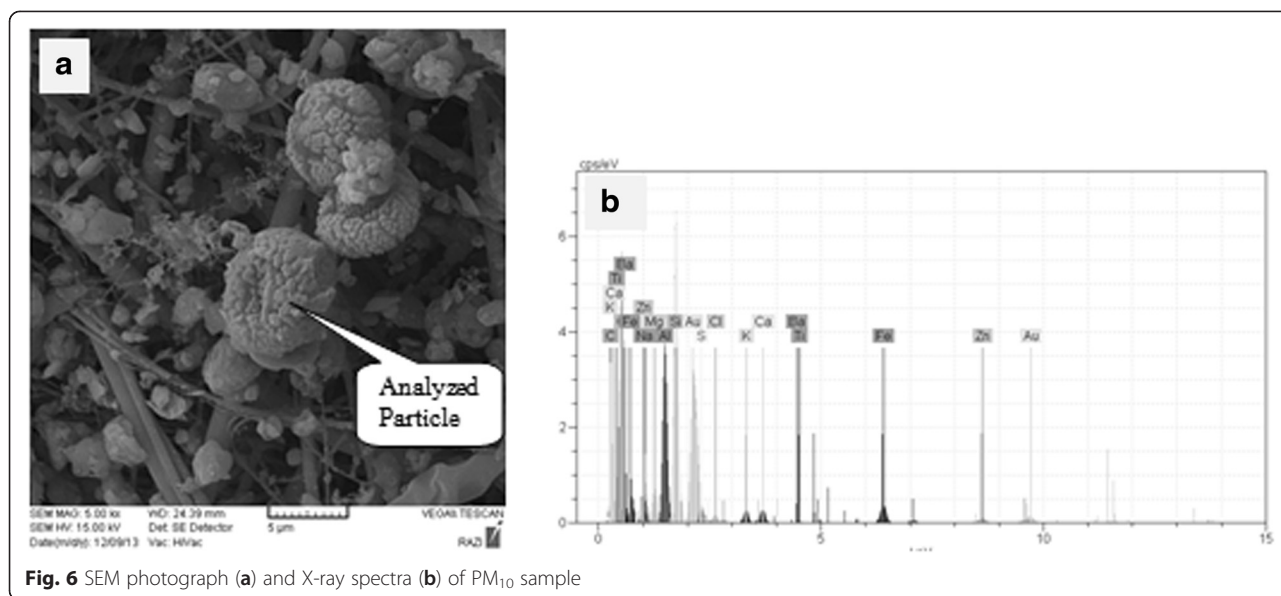 a
Analyzed
Particle
SEM MAG: 5.00 kx WD: 24.39 mm VEGA\\ TESCAN
SEM HV: 15.00 kV Det: SE Detector 5 µm
Date(m/d/y): 12/09/13 Vac: HiVac RAZI
b
cps/eV
6
4
2
0
Ba
Ti
Ca
K Zn
Fe Mg Si Au Cl Ca Ba
C Na Al S K Ti Fe Zn Au
0 5 10 15
Fig. 6 SEM photograph (a) and X-ray spectra (b) of PM₁₀ sample